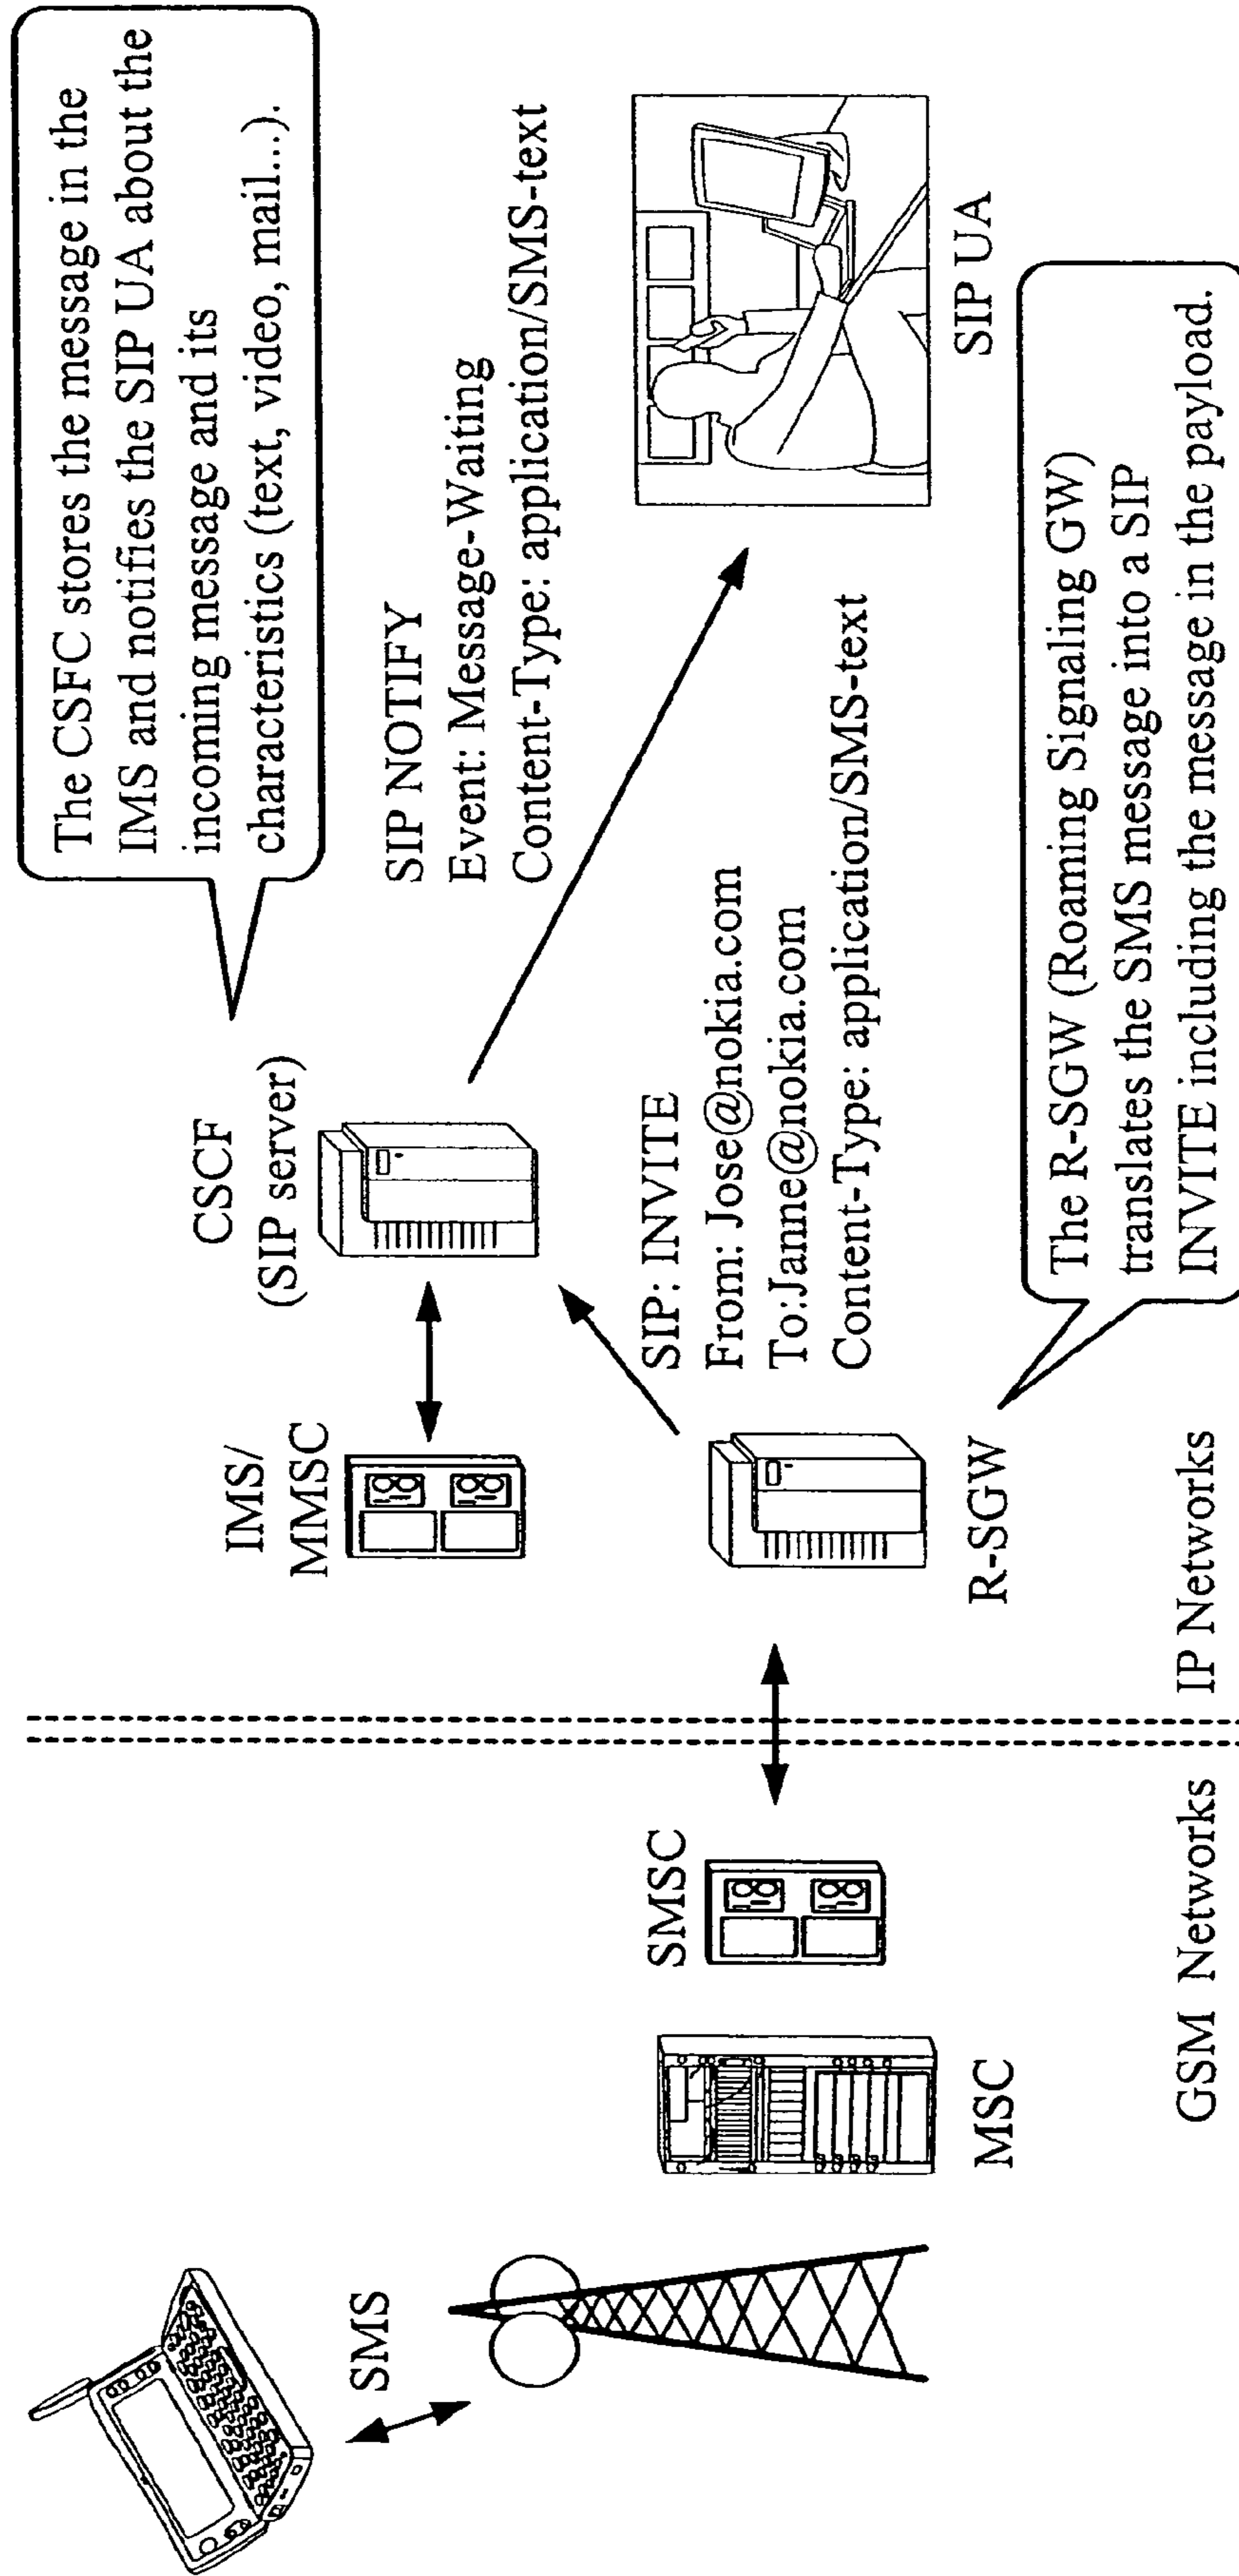 The CSFC stores the message in the
IMS and notifies the SIP UA about the
incoming message and its
characteristics (text, video, mail...).
CSCF
(SIP server)
IMS/
MMSC
SIP NOTIFY
Event: Message-Waiting
Content-Type: application/SMS-text
SMS
SMSC
SIP: INVITE
From: Jose@nokia.com
To:Janne@nokia.com
Content-Type: application/SMS-text
MSC
R-SGW
SIP UA
The R-SGW (Roaming Signaling GW)
translates the SMS message into a SIP
INVITE including the message in the payload.
GSM Networks
IP Networks